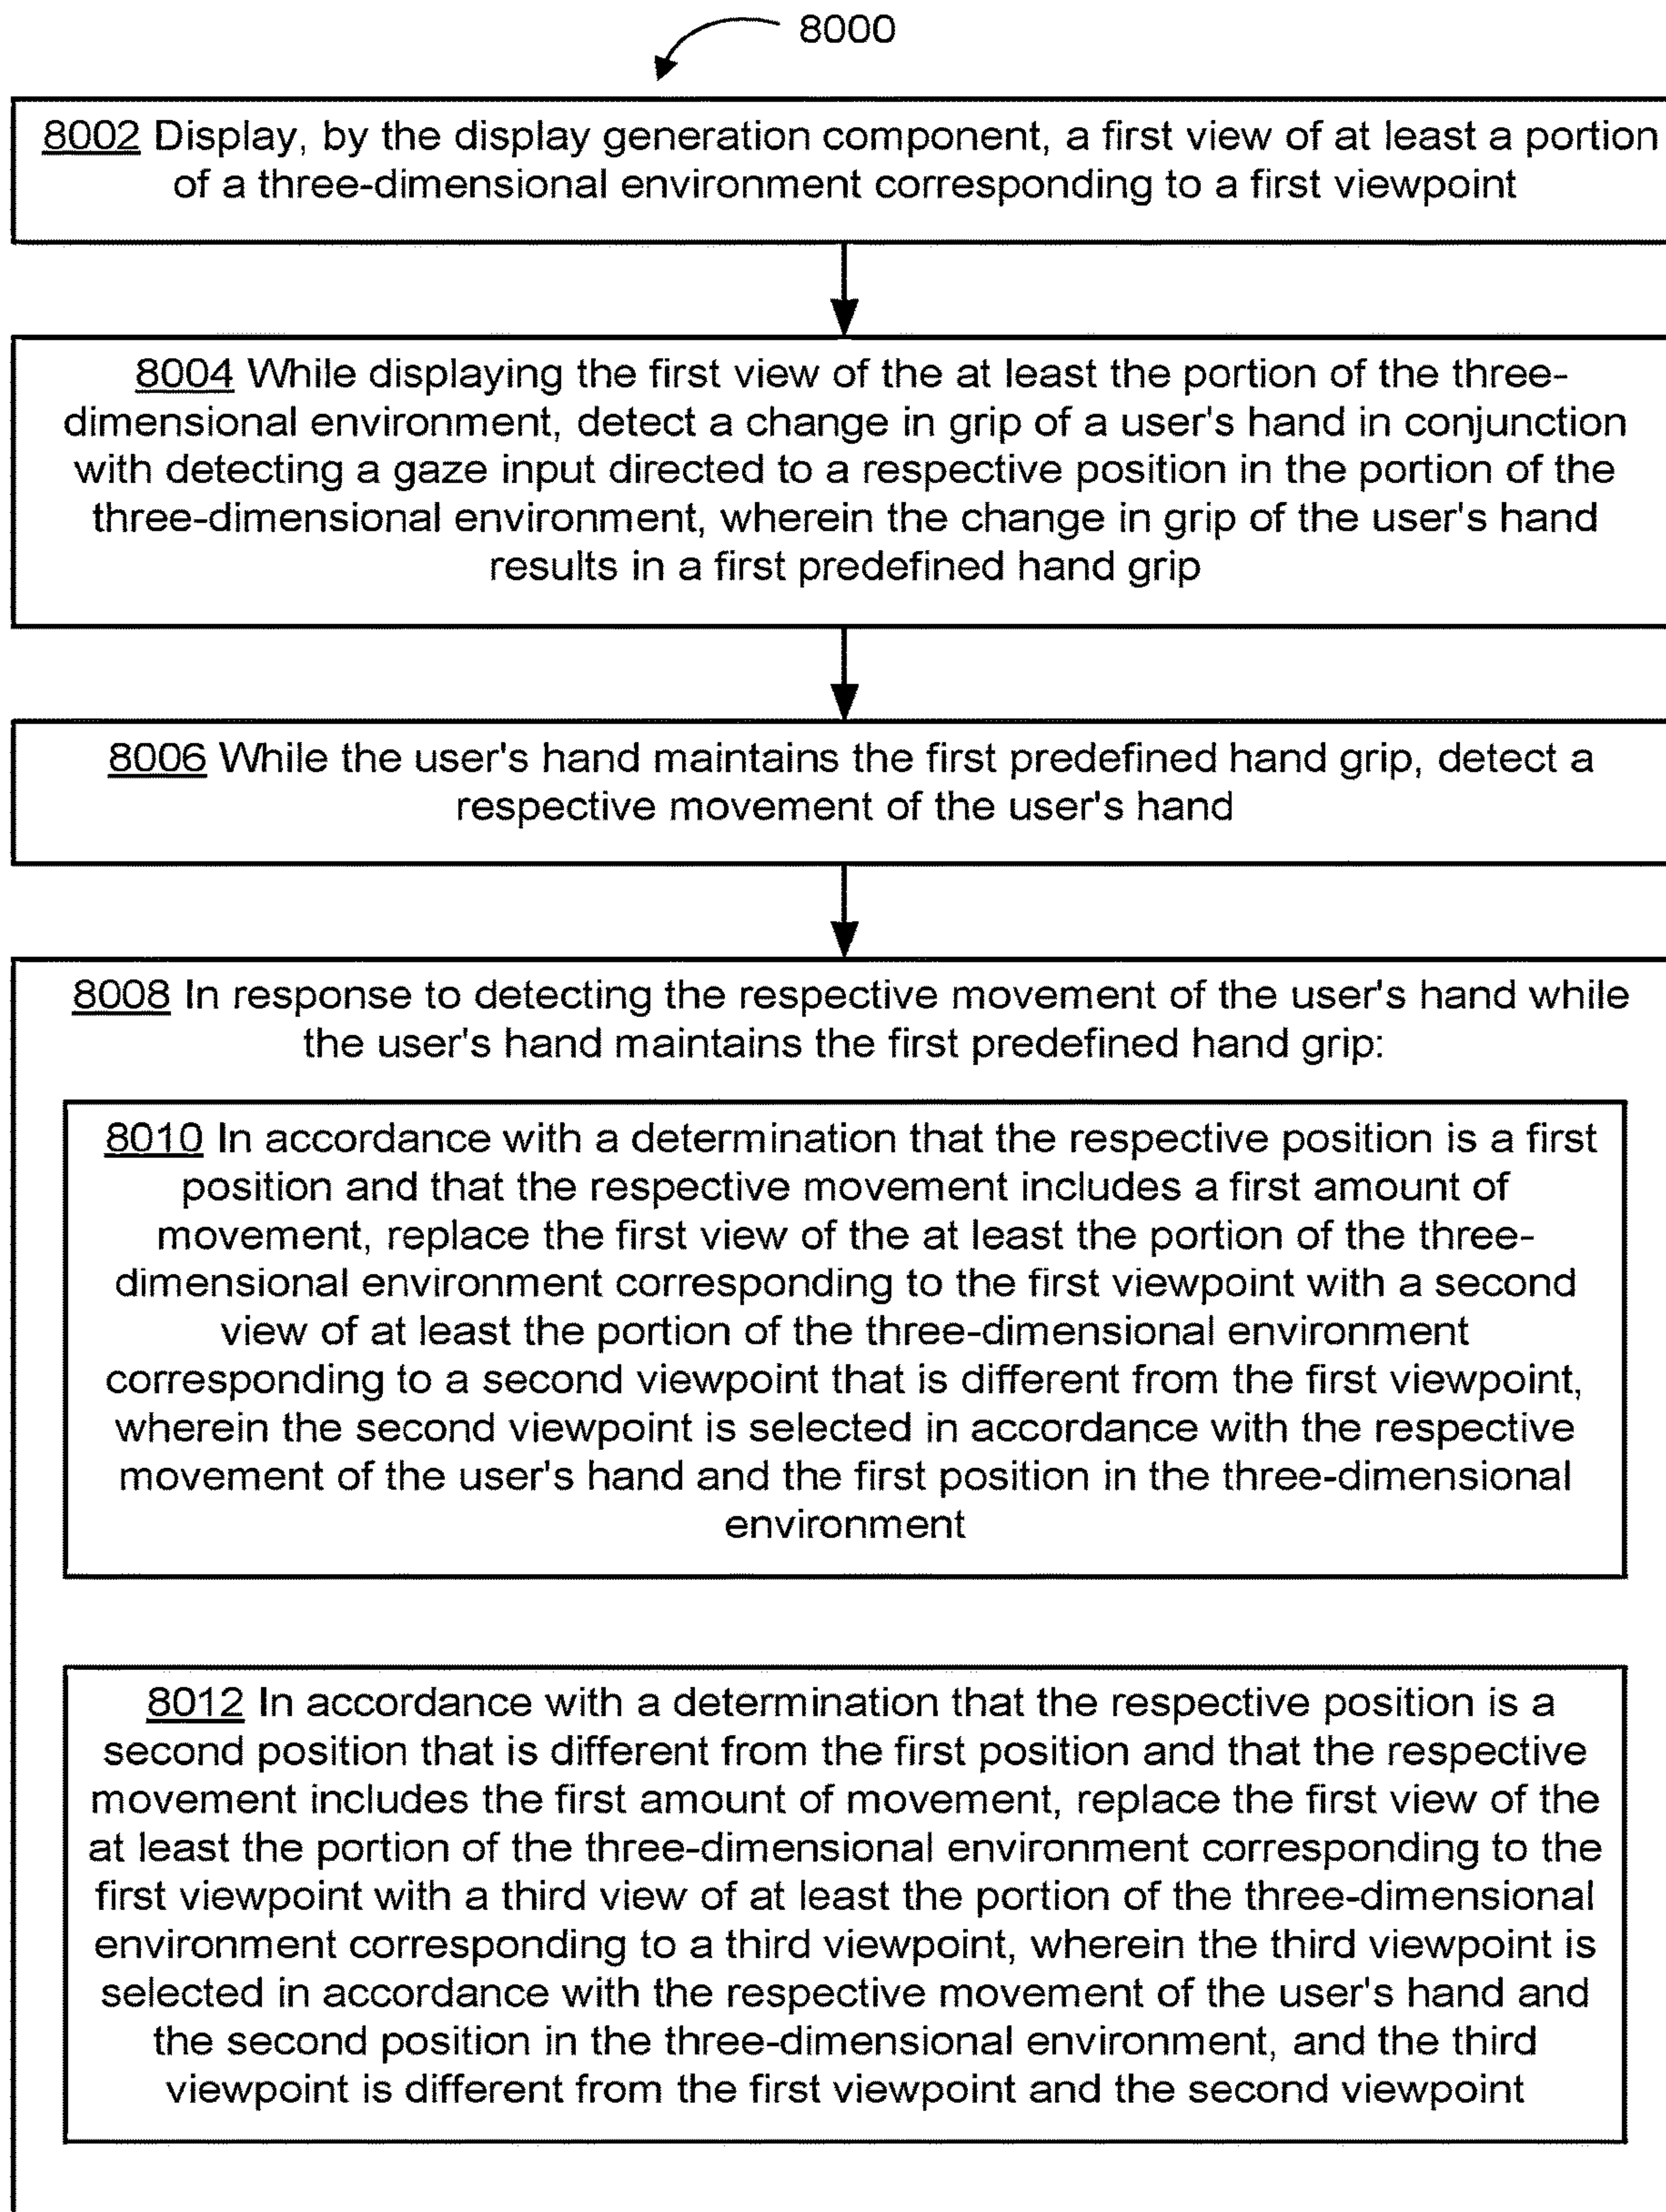 8000
8002 Display, by the display generation component, a first view of at least a portion
of a three-dimensional environment corresponding to a first viewpoint
8004 While displaying the first view of the at least the portion of the three-
dimensional environment, detect a change in grip of a user's hand in conjunction
with detecting a gaze input directed to a respective position in the portion of the
three-dimensional environment, wherein the change in grip of the user's hand
results in a first predefined hand grip
8006 While the user's hand maintains the first predefined hand grip, detect a
respective movement of the user's hand
8008 In response to detecting the respective movement of the user's hand while
the user's hand maintains the first predefined hand grip:
8010 In accordance with a determination that the respective position is a first
position and that the respective movement includes a first amount of
movement, replace the first view of the at least the portion of the three-
dimensional environment corresponding to the first viewpoint with a second
view of at least the portion of the three-dimensional environment
corresponding to a second viewpoint that is different from the first viewpoint,
wherein the second viewpoint is selected in accordance with the respective
movement of the user's hand and the first position in the three-dimensional
environment
8012 In accordance with a determination that the respective position is a
second position that is different from the first position and that the respective
movement includes the first amount of movement, replace the first view of the
at least the portion of the three-dimensional environment corresponding to the
first viewpoint with a third view of at least the portion of the three-dimensional
environment corresponding to a third viewpoint, wherein the third viewpoint is
selected in accordance with the respective movement of the user's hand and
the second position in the three-dimensional environment, and the third
viewpoint is different from the first viewpoint and the second viewpoint